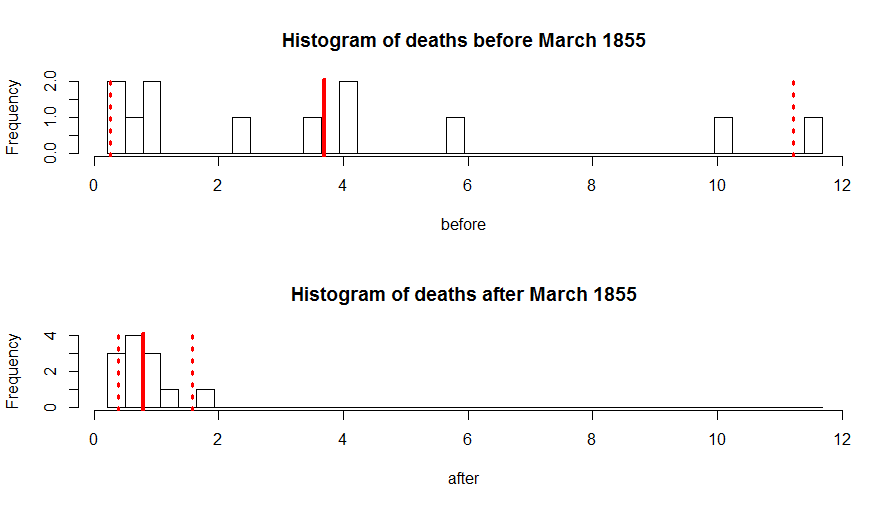 Histogram of deaths before March 1855
Frequency
0.0 1.0 2.0
0 2 4 6 8 10 12
before
Histogram of deaths after March 1855
Frequency
0 2 4
0 2 4 6 8 10 12
after